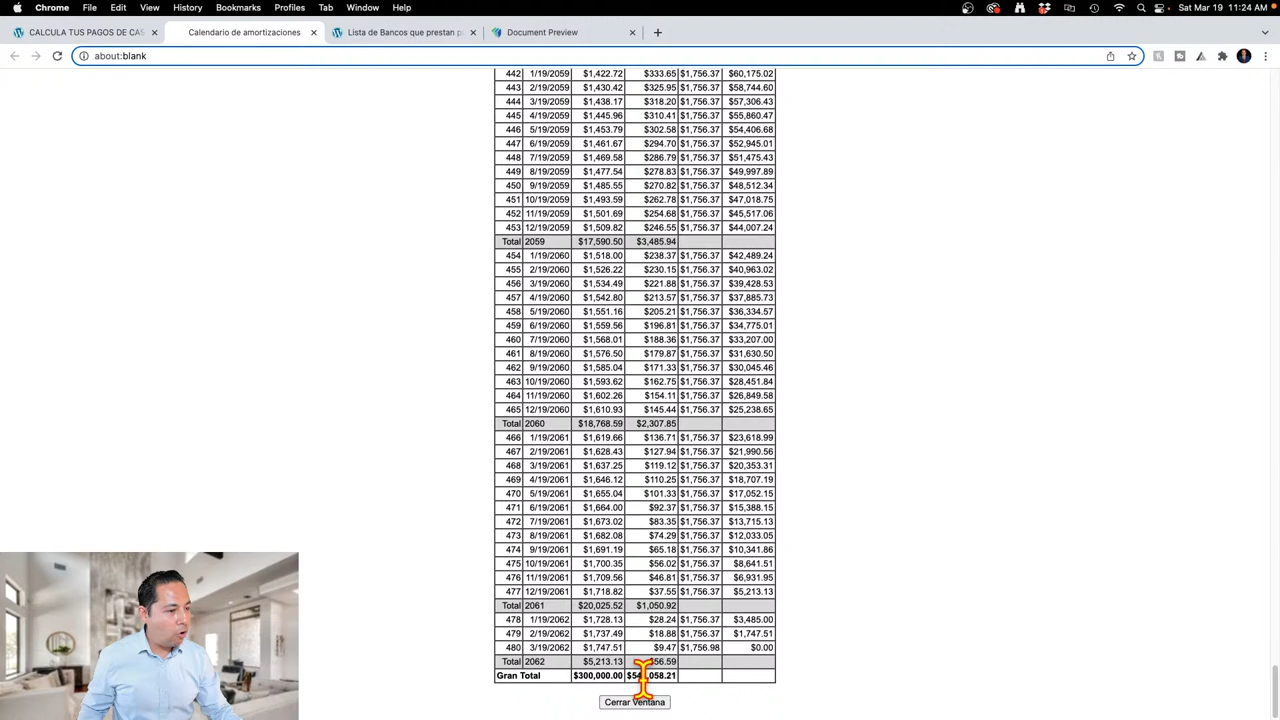 Chrome File Edit View History Bookmarks Profiles Tab Window Help Sat Mar 19 11:24 AM
CALCULA TUS PAGOS DE CAS Calendario de amortizaciones Lista de Bancos que prestan p Document Preview
about:blank
442 1/19/2059 $1,422.72 $333.65 $1,756.37 $60,175.02
443 2/19/2059 $1,430.42 $325.95 $1,756.37 $58,744.60
444 3/19/2059 $1,438.17 $318.20 $1,756.37 $57,306.43
445 4/19/2059 $1,445.96 $310.41 $1,756.37 $55,860.47
446 5/19/2059 $1,453.79 $302.58 $1,756.37 $54,406.68
447 6/19/2059 $1,461.67 $294.70 $1,756.37 $52,945.01
448 7/19/2059 $1,469.58 $286.79 $1,756.37 $51,475.43
449 8/19/2059 $1,477.54 $278.83 $1,756.37 $49,997.89
450 9/19/2059 $1,485.55 $270.82 $1,756.37 $48,512.34
451 10/19/2059 $1,493.59 $262.78 $1,756.37 $47,018.75
452 11/19/2059 $1,501.69 $254.68 $1,756.37 $45,517.06
453 12/19/2059 $1,509.82 $246.55 $1,756.37 $44,007.24
Total 2059 $17,590.50 $3,485.94
454 1/19/2060 $1,518.00 $238.37 $1,756.37 $42,489.24
455 2/19/2060 $1,526.22 $230.15 $1,756.37 $40,963.02
456 3/19/2060 $1,534.49 $221.88 $1,756.37 $39,428.53
457 4/19/2060 $1,542.80 $213.57 $1,756.37 $37,885.73
458 5/19/2060 $1,551.16 $205.21 $1,756.37 $36,334.57
459 6/19/2060 $1,559.56 $196.81 $1,756.37 $34,775.01
460 7/19/2060 $1,568.01 $188.36 $1,756.37 $33,207.00
461 8/19/2060 $1,576.50 $179.87 $1,756.37 $31,630.50
462 9/19/2060 $1,585.04 $171.33 $1,756.37 $30,045.46
463 10/19/2060 $1,593.62 $162.75 $1,756.37 $28,451.84
464 11/19/2060 $1,602.26 $154.11 $1,756.37 $26,849.58
465 12/19/2060 $1,610.93 $145.44 $1,756.37 $25,238.65
Total 2060 $18,768.59 $2,307.85
466 1/19/2061 $1,619.66 $136.71 $1,756.37 $23,618.99
467 2/19/2061 $1,628.43 $127.94 $1,756.37 $21,990.56
468 3/19/2061 $1,637.25 $119.12 $1,756.37 $20,353.31
469 4/19/2061 $1,646.12 $110.25 $1,756.37 $18,707.19
470 5/19/2061 $1,655.04 $101.33 $1,756.37 $17,052.15
471 6/19/2061 $1,664.00 $92.37 $1,756.37 $15,388.15
472 7/19/2061 $1,673.02 $83.35 $1,756.37 $13,715.13
473 8/19/2061 $1,682.08 $74.29 $1,756.37 $12,033.05
474 9/19/2061 $1,691.19 $65.18 $1,756.37 $10,341.86
475 10/19/2061 $1,700.35 $56.02 $1,756.37 $8,641.51
476 11/19/2061 $1,709.56 $46.81 $1,756.37 $6,931.95
477 12/19/2061 $1,718.82 $37.55 $1,756.37 $5,213.13
Total 2061 $20,025.52 $1,050.92
478 1/19/2062 $1,728.13 $28.24 $1,756.37 $3,485.00
479 2/19/2062 $1,737.49 $18.88 $1,756.37 $1,747.51
480 3/19/2062 $1,747.51 $9.47 $1,756.98 $0.00
Total 2062 $5,213.13
Gran Total $300,000.00
Cerrar Ventana